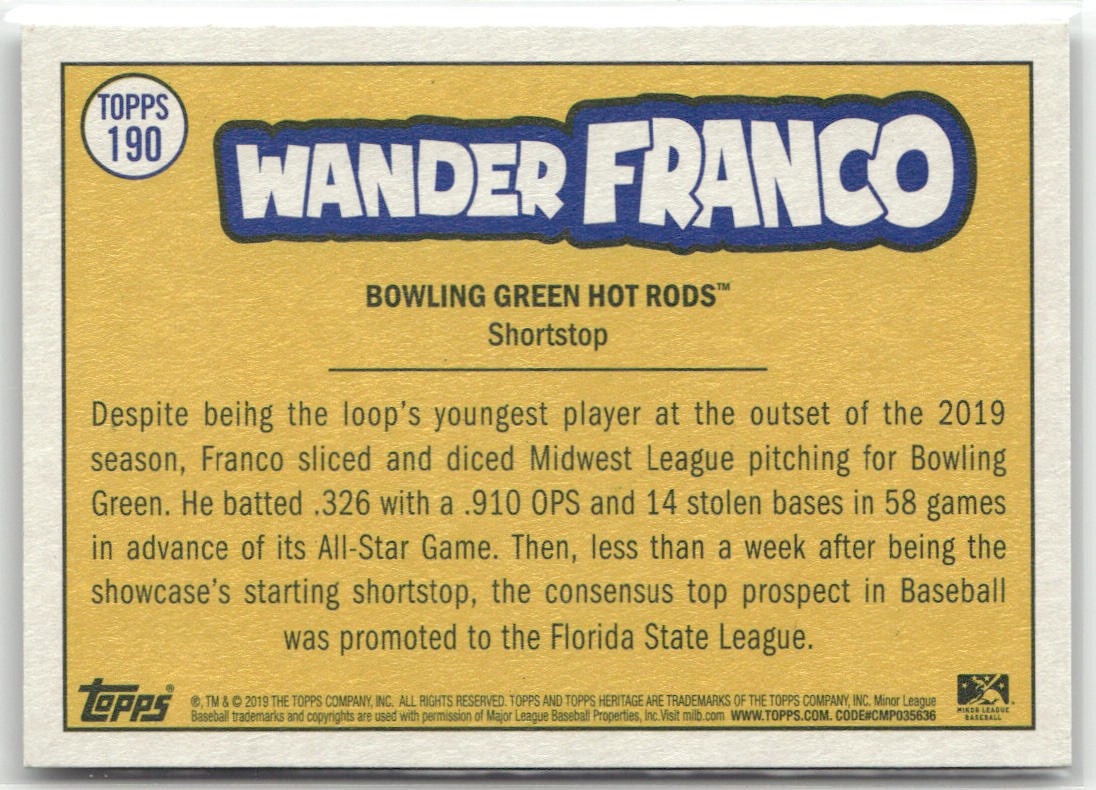 TOPPS
190
WANDER FRANCO
BOWLING GREEN HOT RODS™
Shortstop
Despite beihg the loop's youngest player at the outset of the 2019
season, Franco sliced and diced Midwest League pitching for Bowling
Green. He batted .326 with a .910 OPS and 14 stolen bases in 58 games
in advance of its All-Star Game. Then, less than a week after being the
showcase's starting shortstop, the consensus top prospect in Baseball
was promoted to the Florida State League.
topps®
®, TM & © 2019 THE TOPPS COMPANY, INC. ALL RIGHTS RESERVED. TOPPS AND TOPPS HERITAGE ARE TRADEMARKS OF THE TOPPS COMPANY, INC. Minor League
Baseball trademarks and copyrights are used with permission of Major League Baseball Properties, Inc. Visit milb.com WWW.TOPPS.COM. CODE#CMP035636
MINOR LEAGUE
BASEBALL